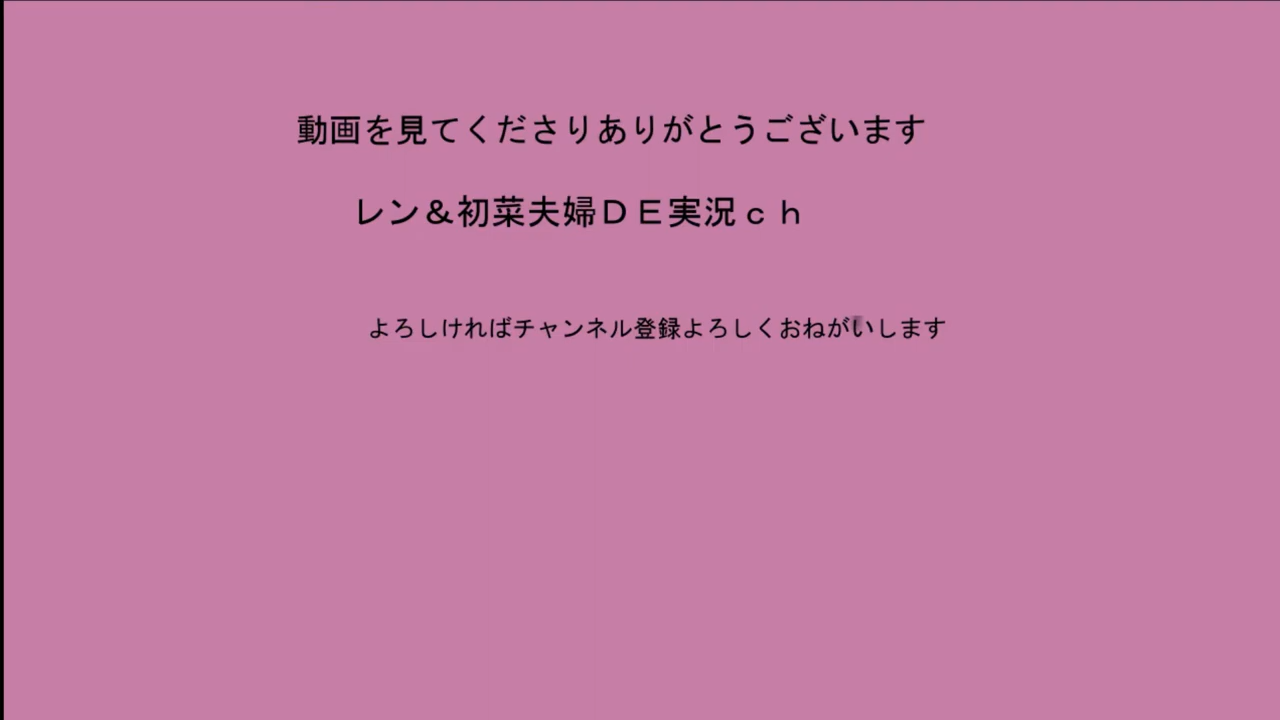 動画を見てくださりありがとうございます
レン＆初菜夫婦ＤＥ実況ｃｈ
よろしければチャンネル登録よろしくおねがいします